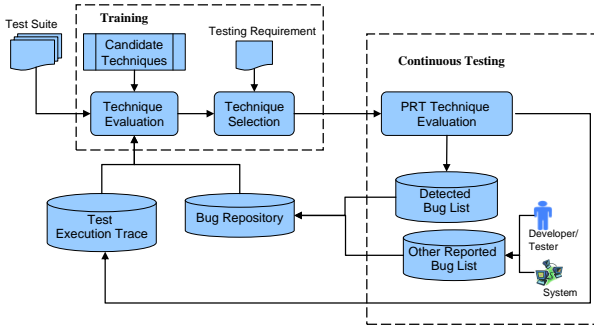 Test Suite
Training
Candidate
Techniques
Testing Requirement
Continuous Testing
Technique
Evaluation
Technique
Selection
PRT Technique
Evaluation
Test
Execution Trace
Bug Repository
Detected
Bug List
Other Reported
Bug List
Developer/
Tester
System